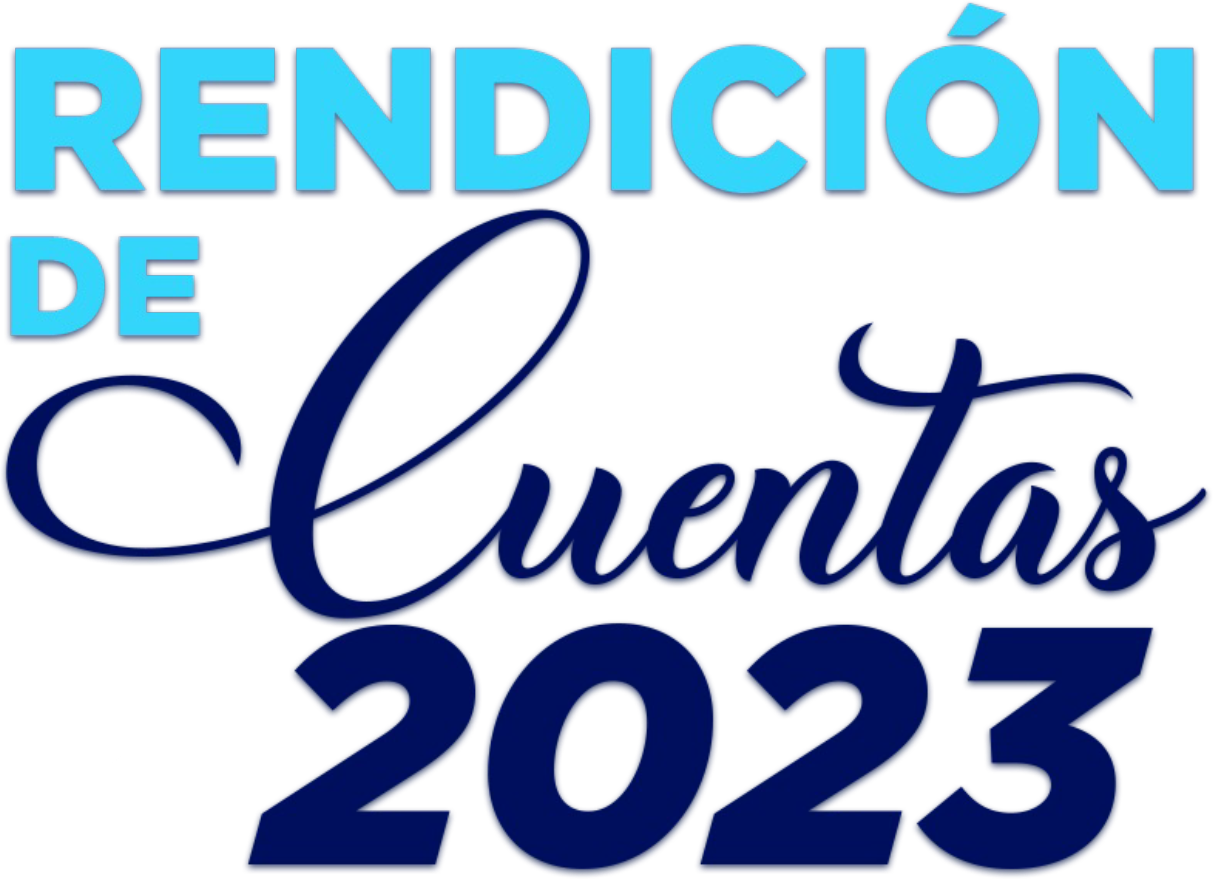 RENDICIÓN
DE
Cuentas
2023